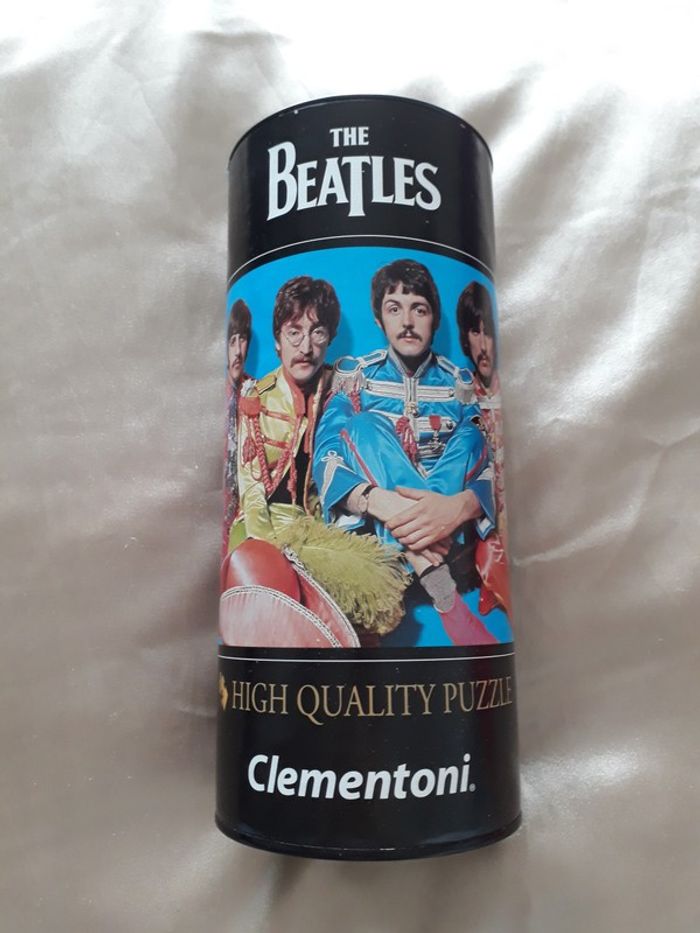 THE
BEATLES
HIGH QUALITY PUZZLE
Clementoni.